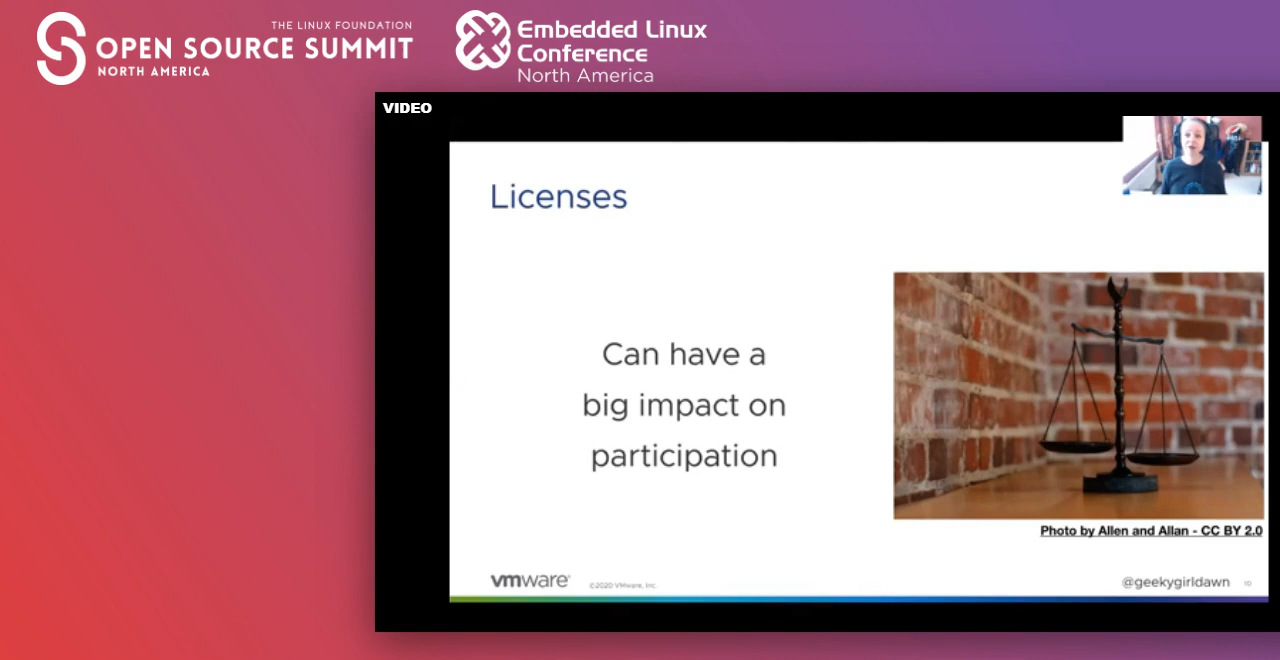 THE LINUX FOUNDATION
OPEN SOURCE SUMMIT
NORTH AMERICA
Embedded Linux
Conference
North America
VIDEO
Licenses
Can have a
big impact on
participation
Photo by Allen and Allan - CC BY 2.0
vmware®
©2020 VMware, Inc.
@geekygirldawn
10